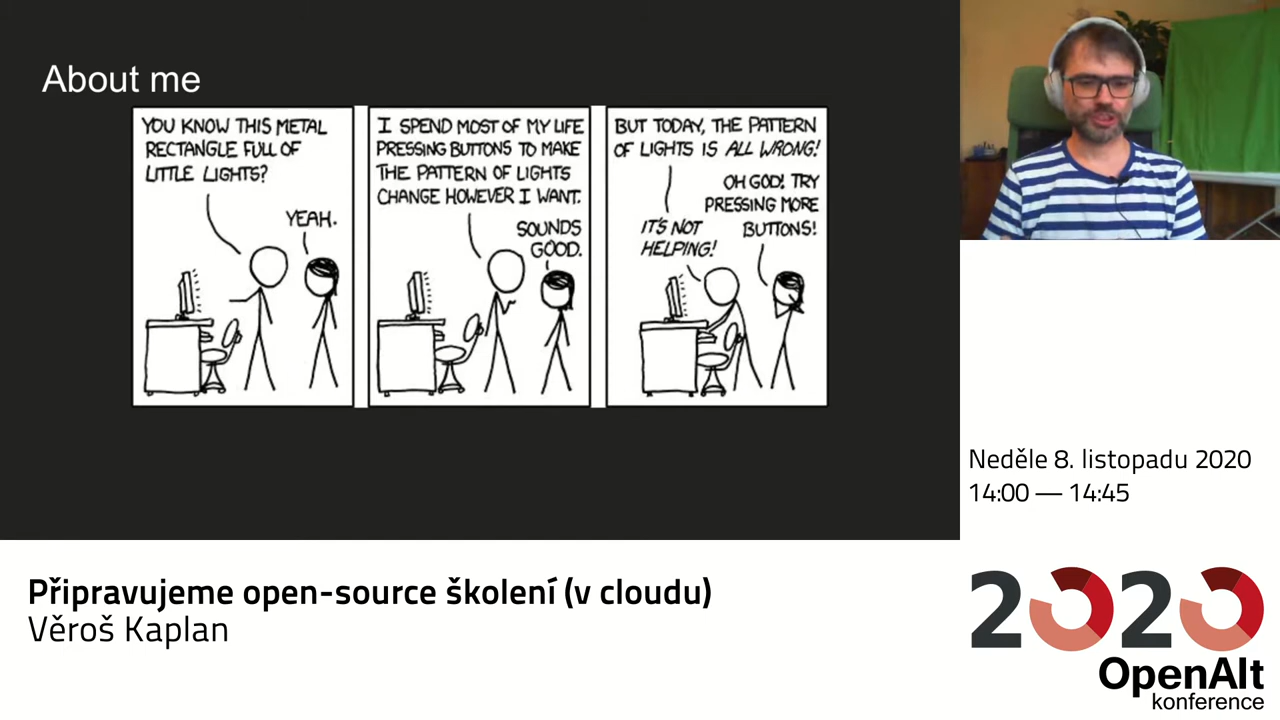 About me
YOU KNOW THIS METAL
RECTANGLE FULL OF
LITTLE LIGHTS?
YEAH.
I SPEND MOST OF MY LIFE
PRESSING BUTTONS TO MAKE
THE PATTERN OF LIGHTS
CHANGE HOWEVER I WANT.
SOUNDS
GOOD.
BUT TODAY, THE PATTERN
OF LIGHTS IS ALL WRONG!
OH GOD! TRY
PRESSING MORE
BUTTONS!
IT'S NOT
HELPING!
Neděle 8. listopadu 2020
14:00 — 14:45
Připravujeme open-source školení (v cloudu)
Věroš Kaplan
2020
OpenAlt
konference